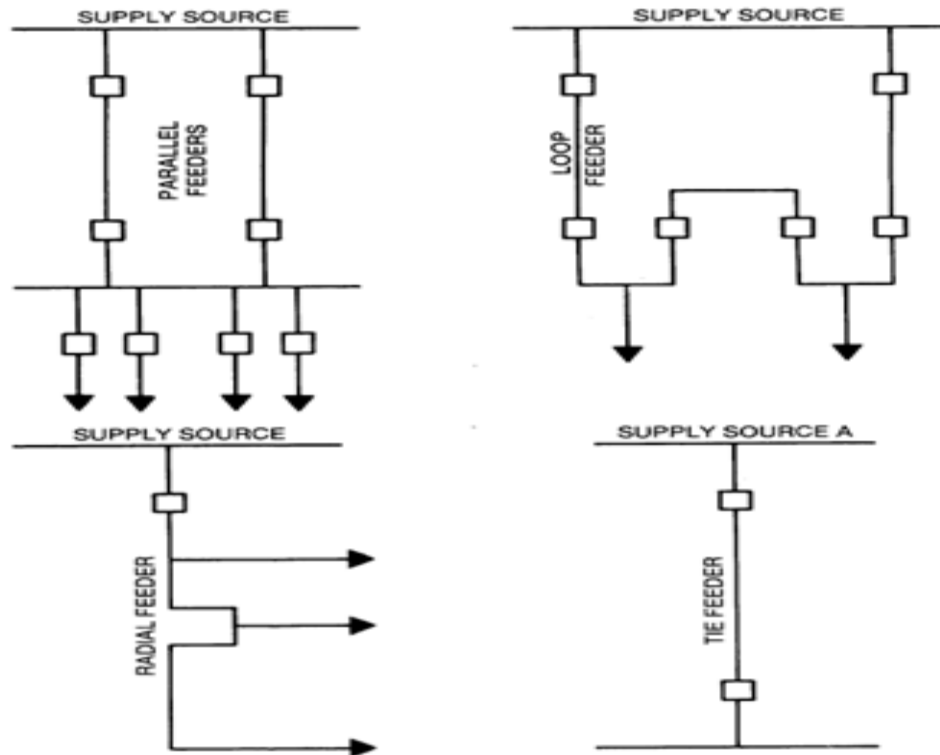 SUPPLY SOURCE
PARALLEL
FEEDERS
SUPPLY SOURCE
LOOP
FEEDER
SUPPLY SOURCE
RADIAL FEEDER
SUPPLY SOURCE A
TIE FEEDER